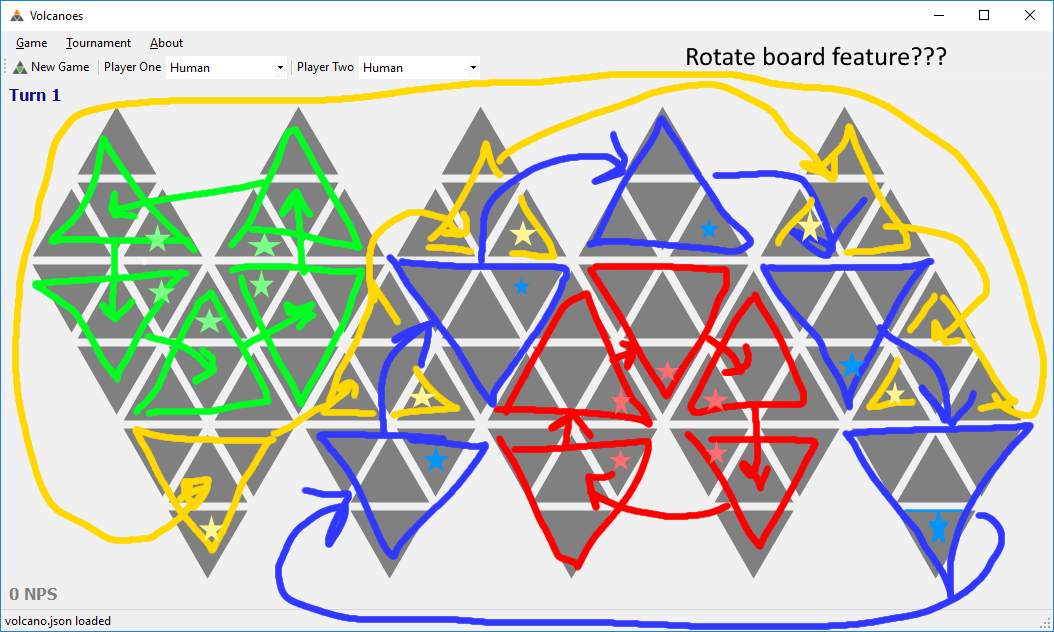 Volcanoes
Game Tournament About
Rotate board feature???
New Game Player One Human Player Two Human
Turn 1
0 NPS
volcano.json loaded